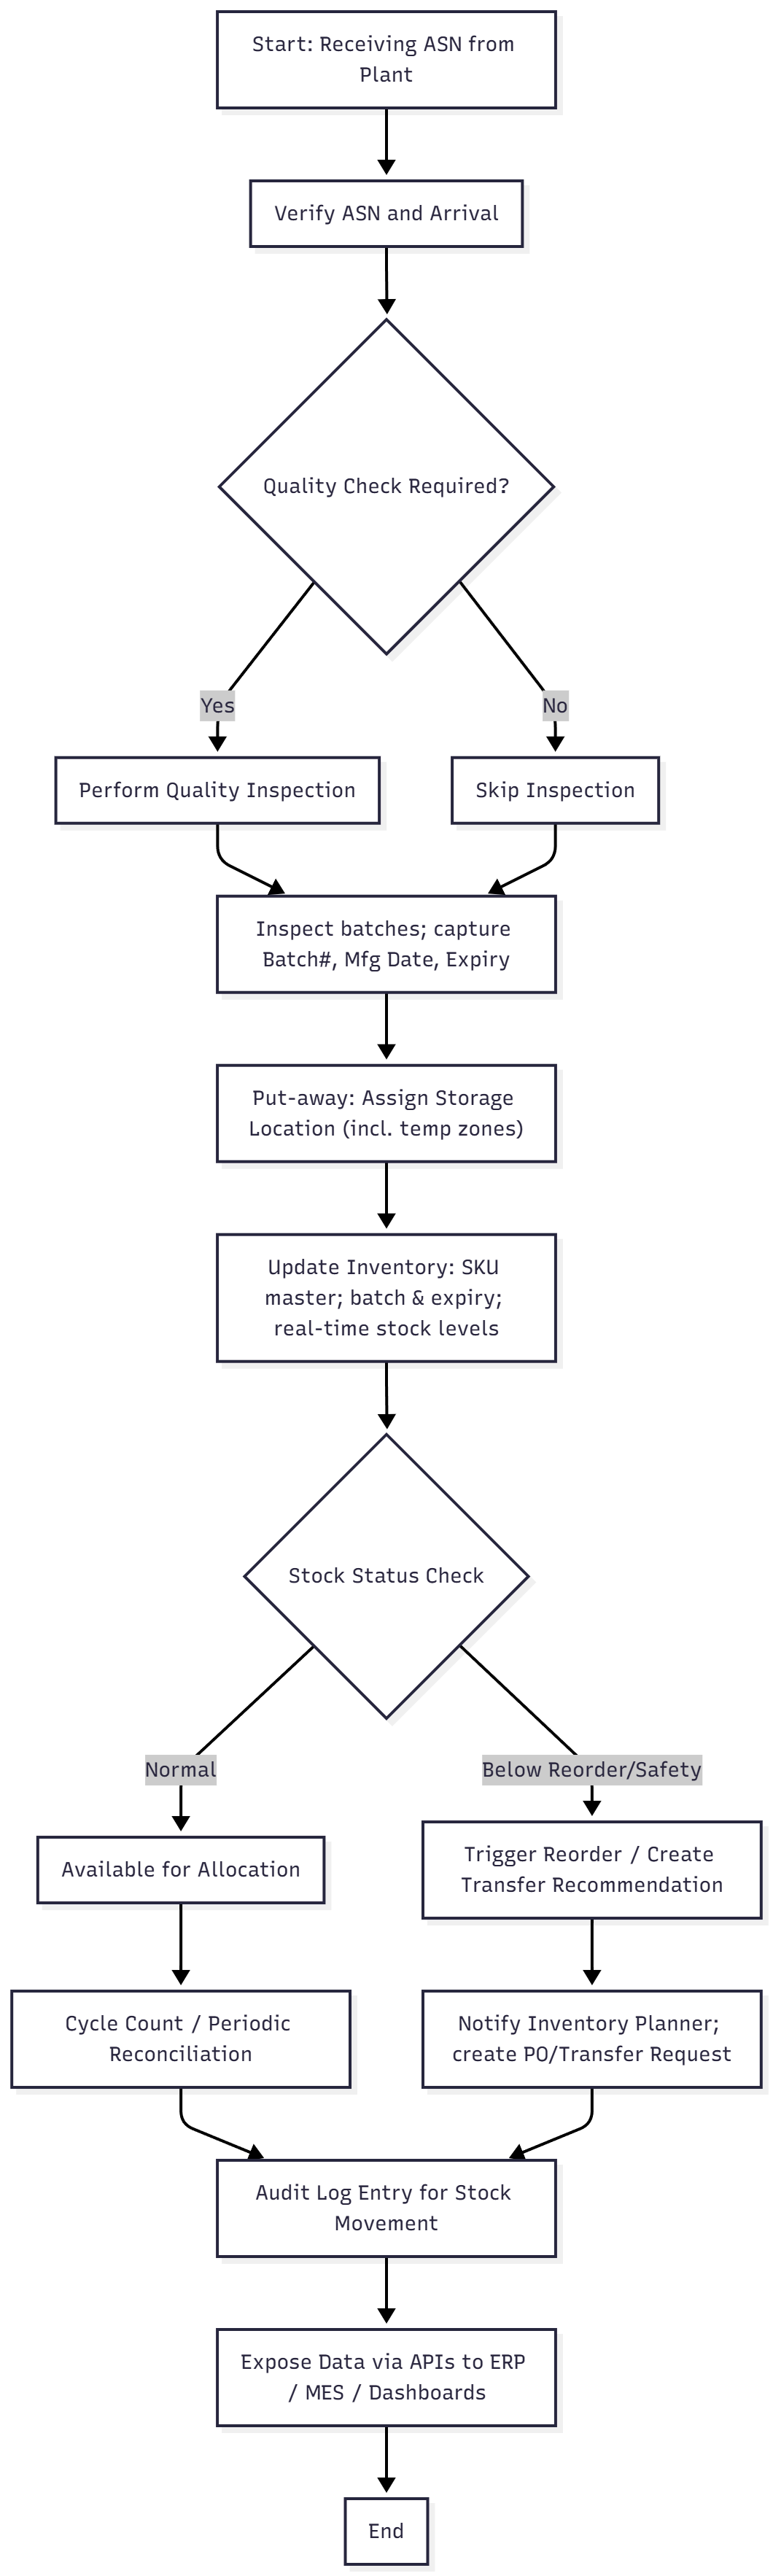 Start: Receiving ASN from
Plant
Verify ASN and Arrival
Quality Check Required?
Yes
No
Perform Quality Inspection
Skip Inspection
Inspect batches; capture
Batch#, Mfg Date, Expiry
Put-away: Assign Storage
Location (incl. temp zones)
Update Inventory: SKU
master; batch & expiry;
real-time stock levels
Stock Status Check
Normal
Below Reorder/Safety
Available for Allocation
Trigger Reorder / Create
Transfer Recommendation
Cycle Count / Periodic
Reconciliation
Notify Inventory Planner;
create PO/Transfer Request
Audit Log Entry for Stock
Movement
Expose Data via APIs to ERP
/ MES / Dashboards
End